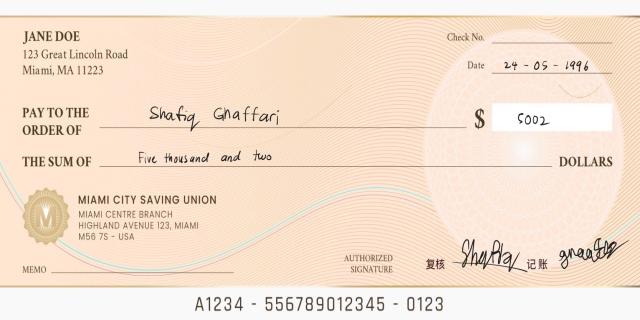 JANE DOE
123 Great Lincoln Road
Miami, MA 11223
Check No.
Date 24 - 05 - 1996
PAY TO THE
ORDER OF Shafiq Ghaffari $ 5002
THE SUM OF Five thousand and two DOLLARS
M
MIAMI CITY SAVING UNION
MIAMI CENTRE BRANCH
HIGHLAND AVENUE 123, MIAMI
M56 7S - USA
MEMO
AUTHORIZED
SIGNATURE
复核 Shafiq 记账
A1234 - 556789012345 - 0123